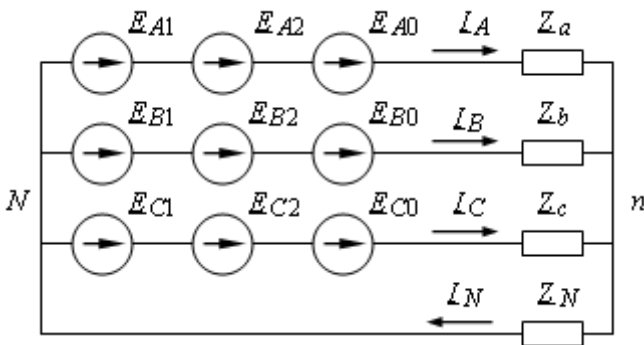 E_A1 E_A2 E_A0 I_A Z_a
E_B1 E_B2 E_B0 I_B Z_b
N E_C1 E_C2 E_C0 I_C Z_c n
I_N Z_N